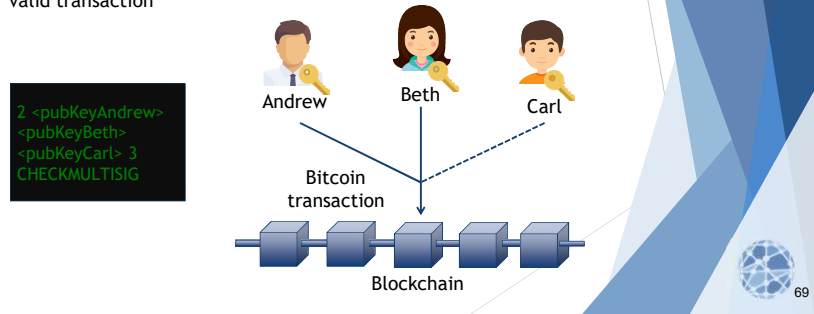 valid transaction
2 <pubKeyAndrew>
<pubKeyBeth>
<pubKeyCarl> 3
CHECKMULTISIG
Andrew
Beth
Carl
Bitcoin
transaction
Blockchain
69